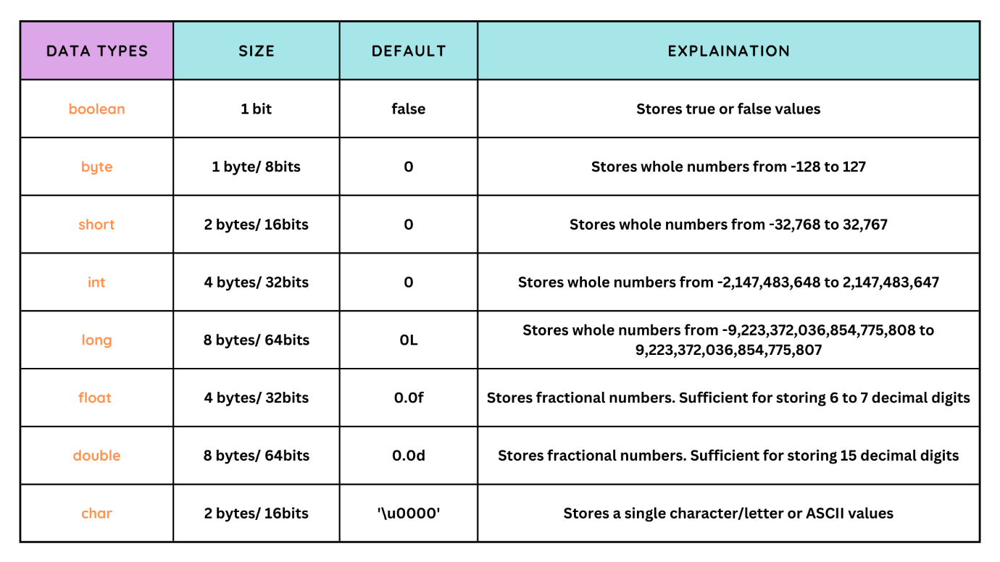 DATA TYPES SIZE DEFAULT EXPLAINATION
boolean 1 bit false Stores true or false values
byte 1 byte/ 8bits 0 Stores whole numbers from -128 to 127
short 2 bytes/ 16bits 0 Stores whole numbers from -32,768 to 32,767
int 4 bytes/ 32bits 0 Stores whole numbers from -2,147,483,648 to 2,147,483,647
long 8 bytes/ 64bits 0L Stores whole numbers from -9,223,372,036,854,775,808 to
9,223,372,036,854,775,807
float 4 bytes/ 32bits 0.0f Stores fractional numbers. Sufficient for storing 6 to 7 decimal digits
double 8 bytes/ 64bits 0.0d Stores fractional numbers. Sufficient for storing 15 decimal digits
char 2 bytes/ 16bits '\u0000' Stores a single character/letter or ASCII values